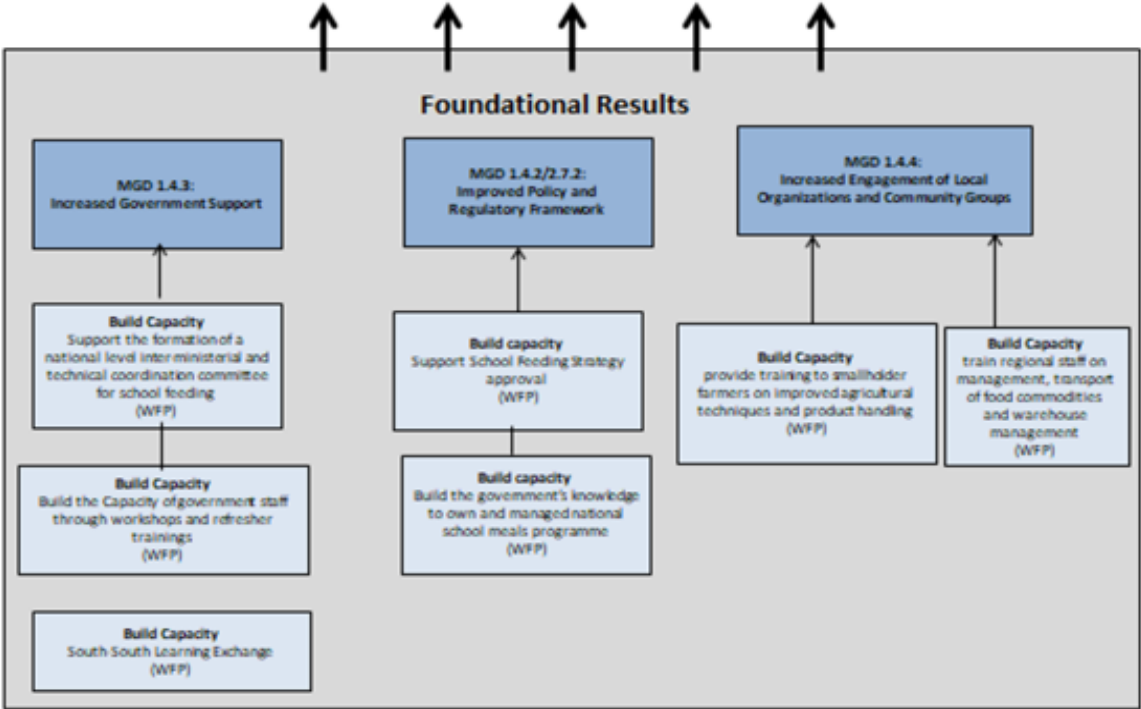 Foundational Results
MGD 1.4.3:
Increased Government Support
MGD 1.4.2/2.7.2:
Improved Policy and
Regulatory Framework
MGD 1.4.4:
Increased Engagement of Local
Organizations and Community Groups
Build Capacity
Support the formation of a
national level inter ministerial and
technical coordination committee
for school feeding
(WFP)
Build capacity
Support School Feeding Strategy
approval
(WFP)
Build Capacity
provide training to smallholder
farmers on improved agricultural
techniques and product handling
(WFP)
Build Capacity
train regional staff on
management, transport
of food commodities
and warehouse
management
(WFP)
Build Capacity
Build the Capacity of government staff
through workshops and refresher
trainings
(WFP)
Build capacity
Build the government's knowledge
to own and managed national
school meals programme
(WFP)
Build Capacity
South-South Learning Exchange
(WFP)